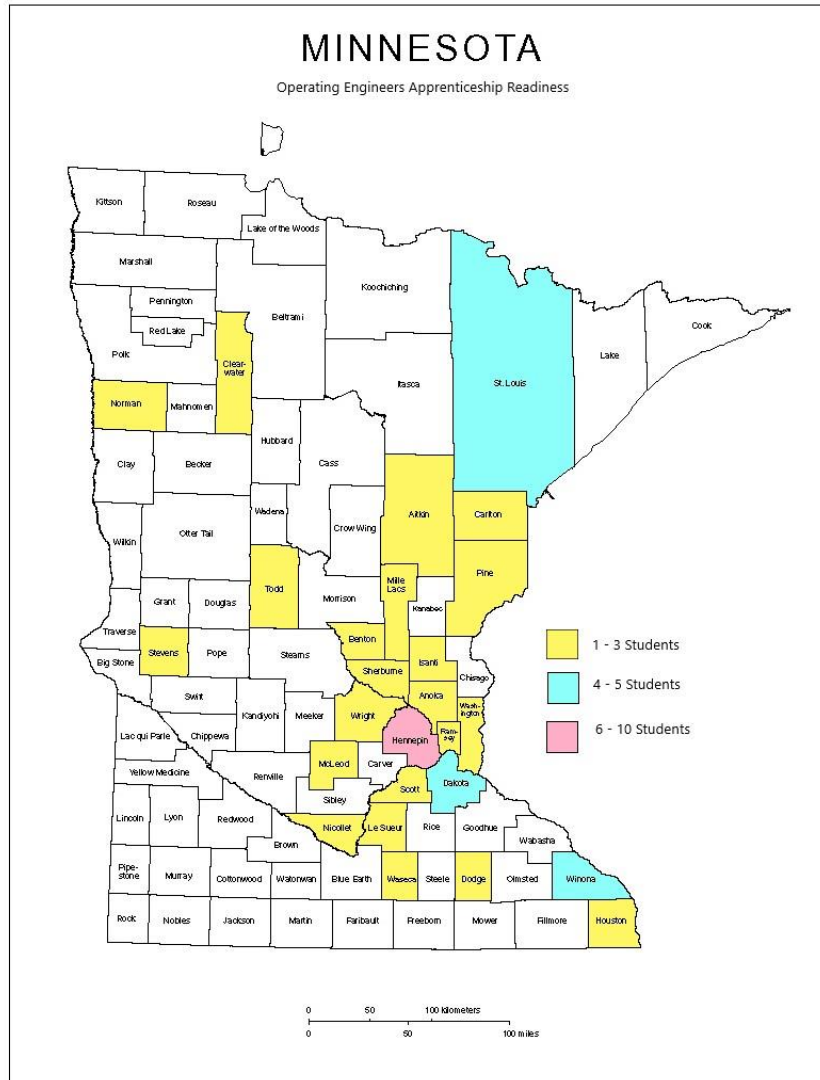 MINNESOTA
Operating Engineers Apprenticeship Readiness
Kittson
Roseau
Lake of the Woods
Marshall
Koochiching
Pennington
Beltrami
Red Lake
Cook
Polk
Lake
Clear-
water
Itasca
St. Louis
Norman
Mahnomen
Hubbard
Clay
Becker
Cass
Wadena
Aitkin
Carlton
Crow Wing
Otter Tail
Wilkin
Pine
Mille
Lacs
Todd
Morrison
Grant
Douglas
Kanabec
Traverse
Benton
1 - 3 Students
Stevens
Pope
Stearns
Isanti
Big Stone
Sherburne
Chisago
4 - 5 Students
Swift
Anoka
Wash-
ington
Kandiyohi
Meeker
Wright
6 - 10 Students
Lac qui Parle
Chippewa
Ram-
sey
Hennepin
McLeod
Carver
Yellow Medicine
Renville
Dakota
Scott
Sibley
Lincoln
Lyon
Redwood
Nicollet
Le Sueur
Rice
Goodhue
Wabasha
Brown
Pipe-
stone
Murray
Cottonwood
Watonwan
Blue Earth
Waseca
Steele
Dodge
Olmsted
Winona
Rock
Nobles
Jackson
Martin
Faribault
Freeborn
Mower
Fillmore
Houston
0 50 100 kilometers
0 50 100 miles